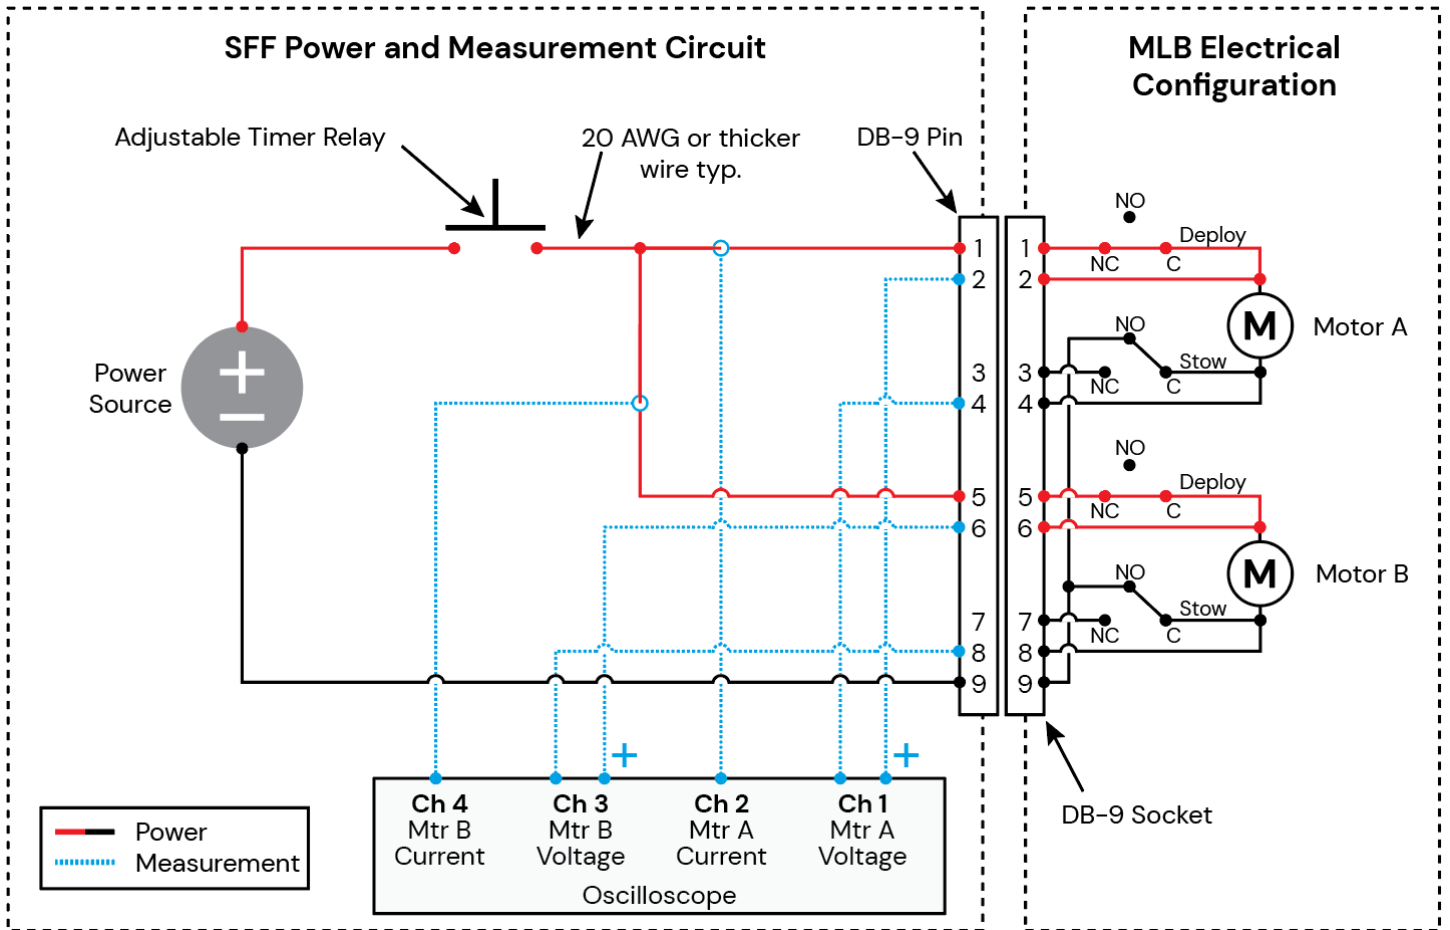 SFF Power and Measurement Circuit
MLB Electrical
Configuration
Adjustable Timer Relay
20 AWG or thicker
wire typ.
DB-9 Pin
Power
Source
+
−
1
2
3
4
5
6
7
8
9
1
2
3
4
5
6
7
8
9
NO
Deploy
NC
C
NO
Stow
NC
C
M
Motor A
NO
Deploy
NC
C
NO
Stow
NC
C
M
Motor B
DB-9 Socket
+
+
Ch 4
Mtr B
Current
Ch 3
Mtr B
Voltage
Ch 2
Mtr A
Current
Ch 1
Mtr A
Voltage
Oscilloscope
Power
Measurement